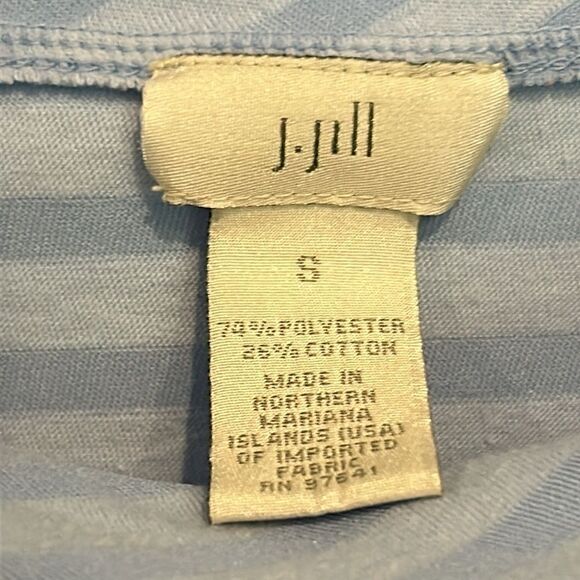 J.Jill
S
74% POLYESTER
26% COTTON
MADE IN
NORTHERN
MARIANA
ISLANDS (USA)
OF IMPORTED
FABRIC
RN 97641